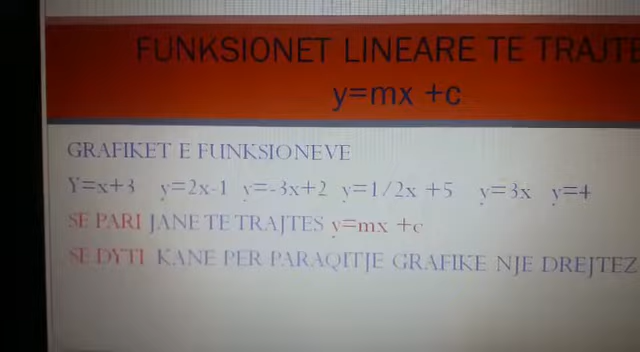 FUNKSIONET LINEARE TE TRAJTE
y=mx +c
GRAFIKET E FUNKSIONEVE
Y=x+3 y=2x-1 y=-3x+2 y=1/2x +5 y=3x y=4
SE PARI JANE TE TRAJTES y=mx +c
SE DYTI KANE PER PARAQITJE GRAFIKE NJE DREJTEZ